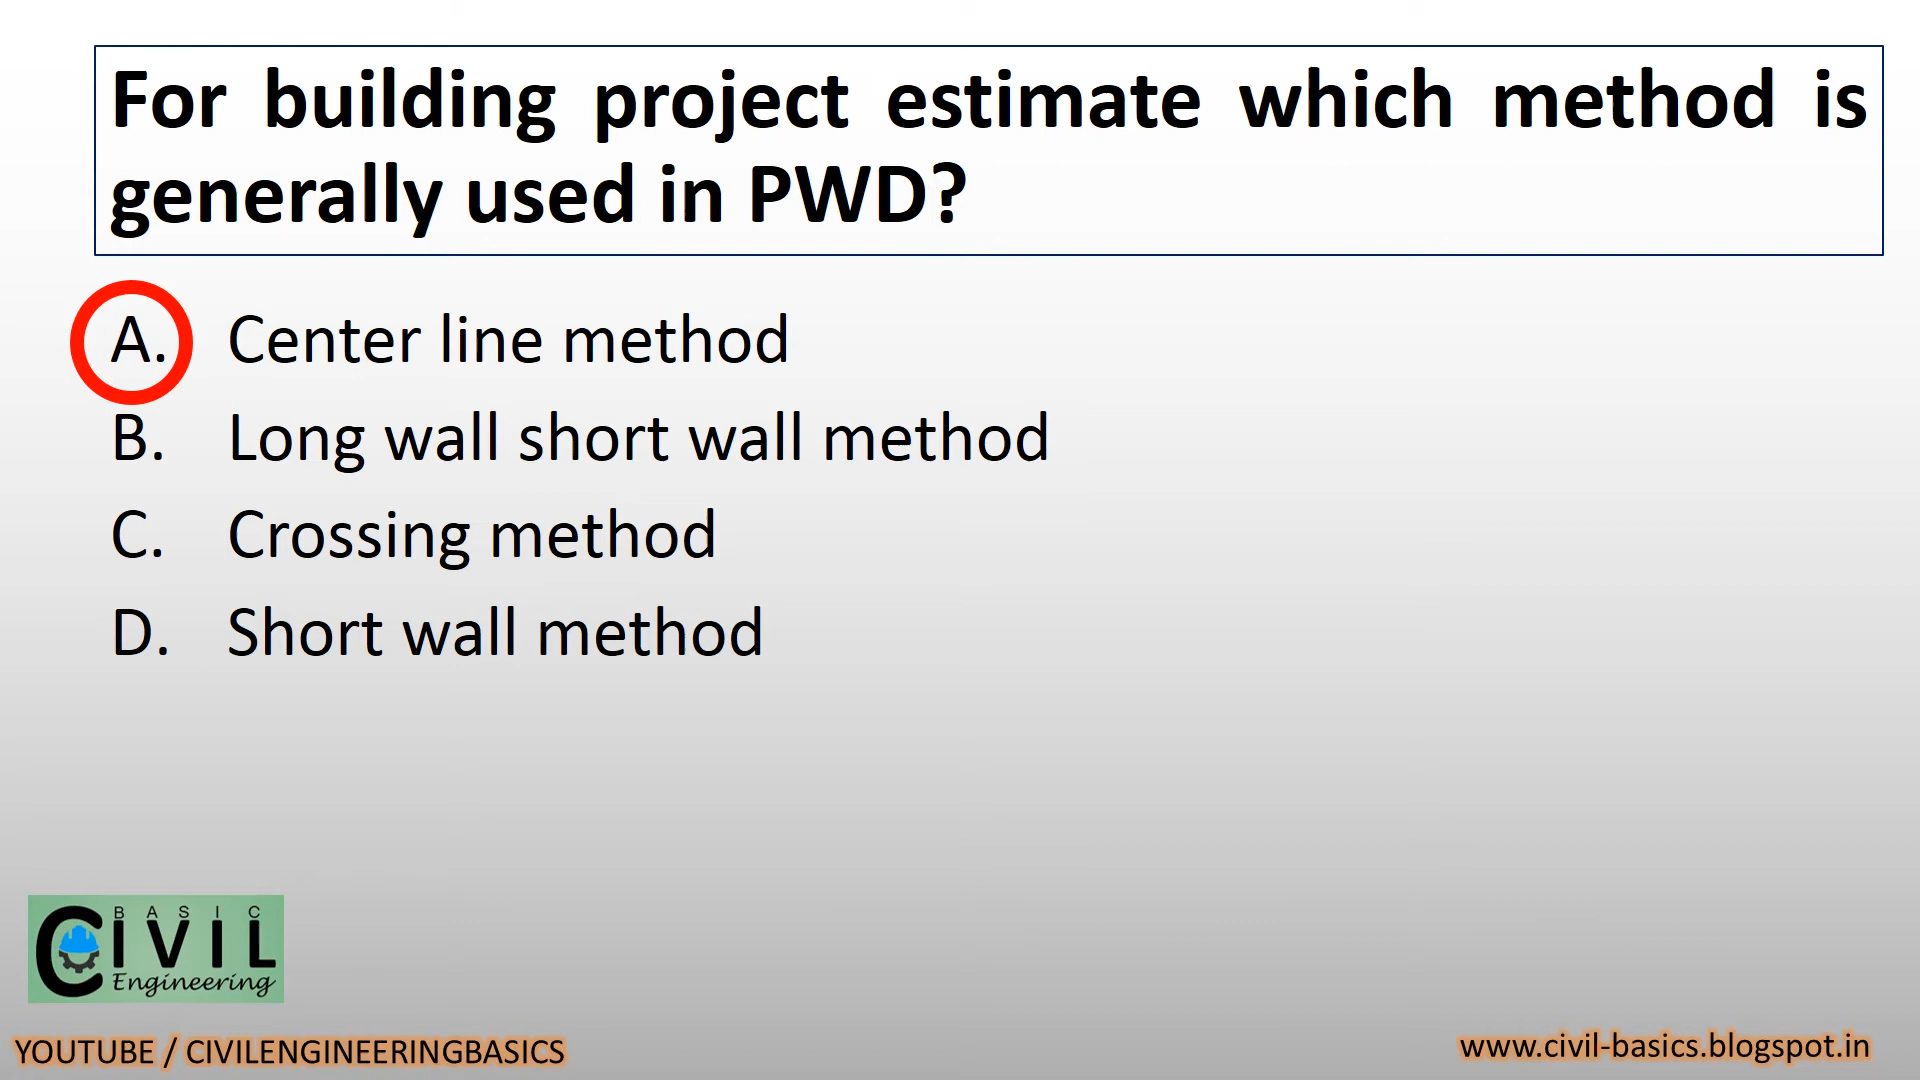 For building project estimate which method is
generally used in PWD?
A. Center line method
B. Long wall short wall method
C. Crossing method
D. Short wall method
BASIC
CIVIL
Engineering
YOUTUBE / CIVILENGINEERINGBASICS
www.civil-basics.blogspot.in